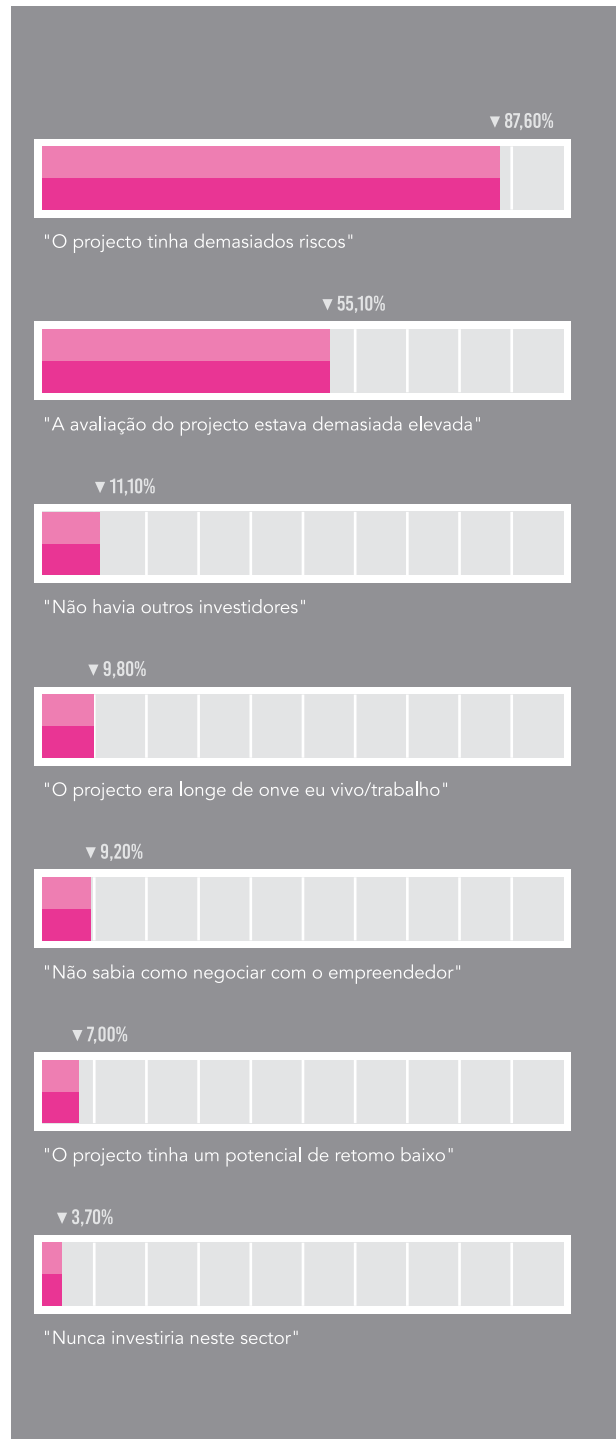 ▼ 87,60%
"O projecto tinha demasiados riscos"
▼ 55,10%
"A avaliação do projecto estava demasiada elevada"
▼ 11,10%
"Não havia outros investidores"
▼ 9,80%
"O projecto era longe de onve eu vivo/trabalho"
▼ 9,20%
"Não sabia como negociar com o empreendedor"
▼ 7,00%
"O projecto tinha um potencial de retomo baixo"
▼ 3,70%
"Nunca investiria neste sector"